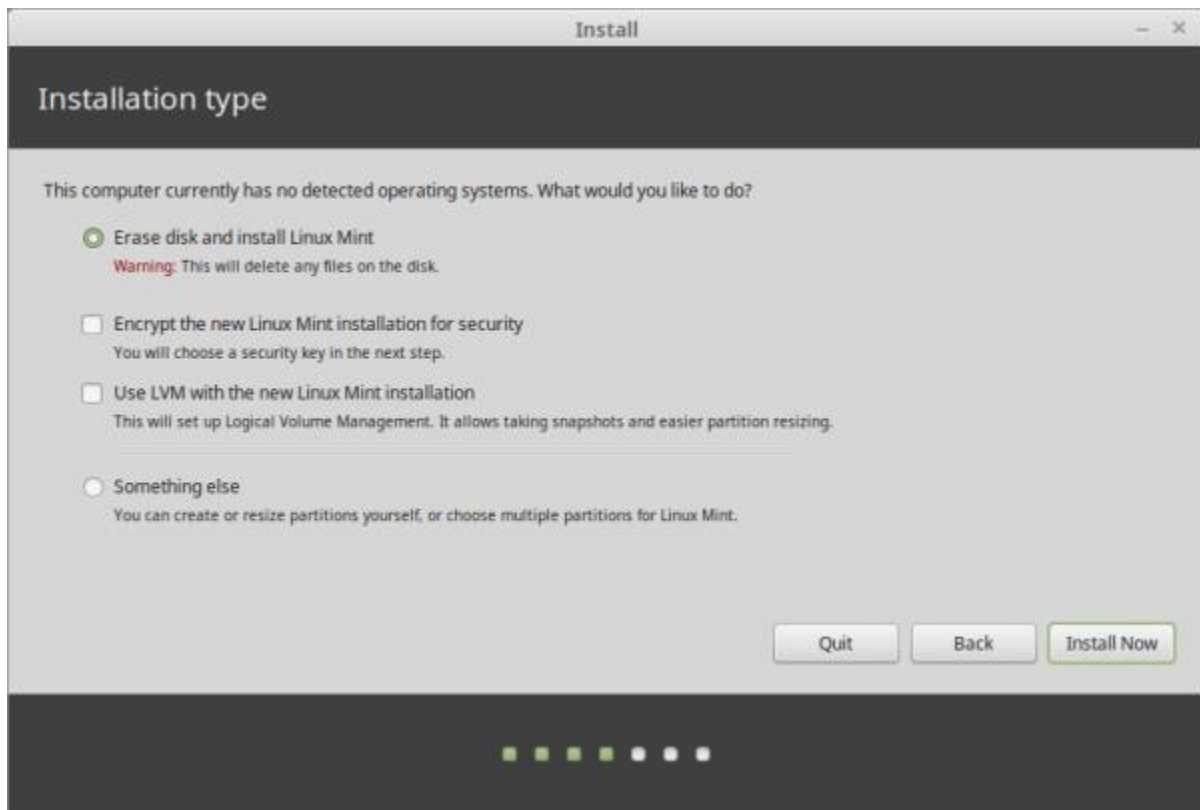 Install
Installation type
This computer currently has no detected operating systems. What would you like to do?
Erase disk and install Linux Mint
Warning: This will delete any files on the disk.
Encrypt the new Linux Mint installation for security
You will choose a security key in the next step.
Use LVM with the new Linux Mint installation
This will set up Logical Volume Management. It allows taking snapshots and easier partition resizing.
Something else
You can create or resize partitions yourself, or choose multiple partitions for Linux Mint.
Quit Back Install Now